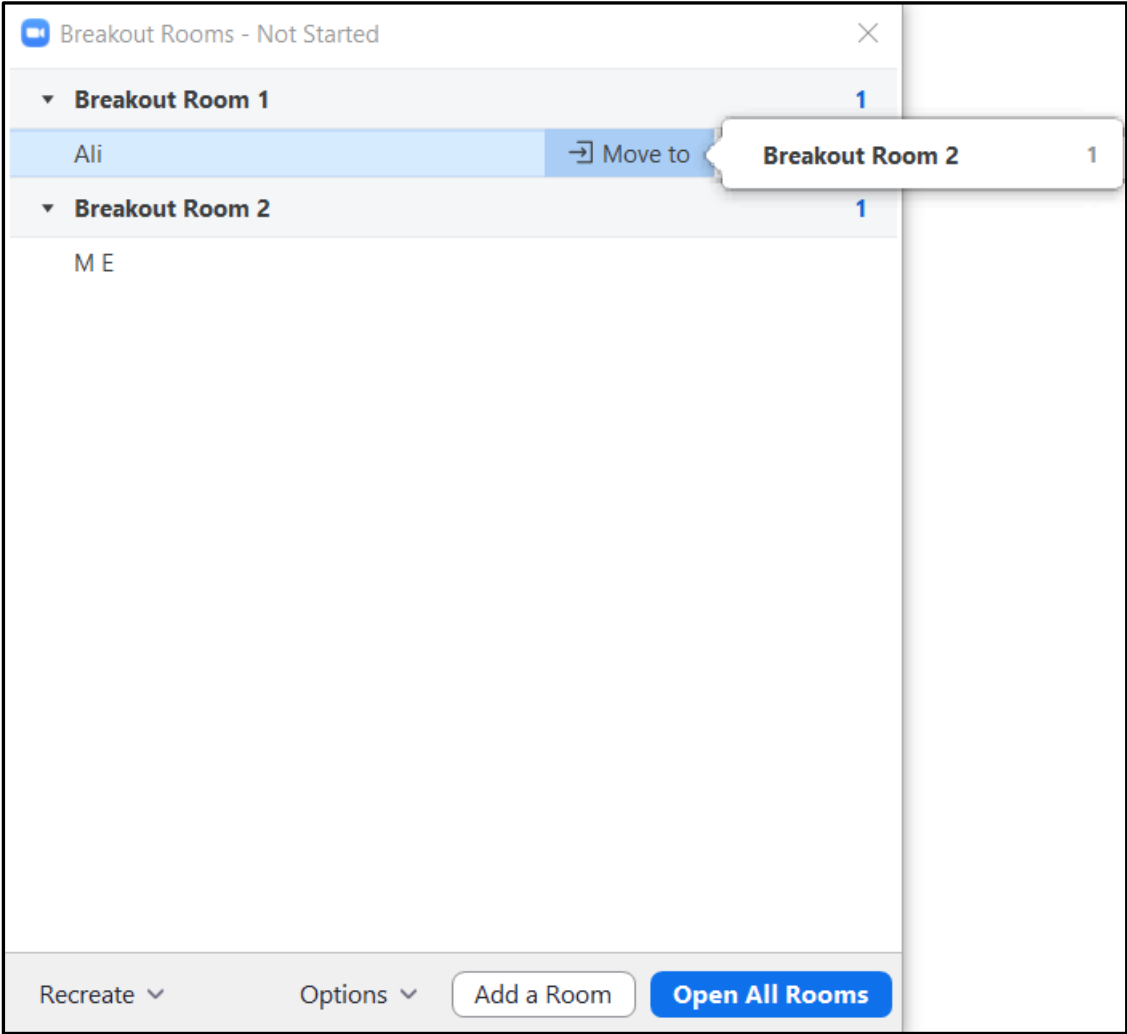 Breakout Rooms - Not Started
Breakout Room 1 1
Ali Move to Breakout Room 2 1
Breakout Room 2 1
M E
Recreate Options Add a Room Open All Rooms